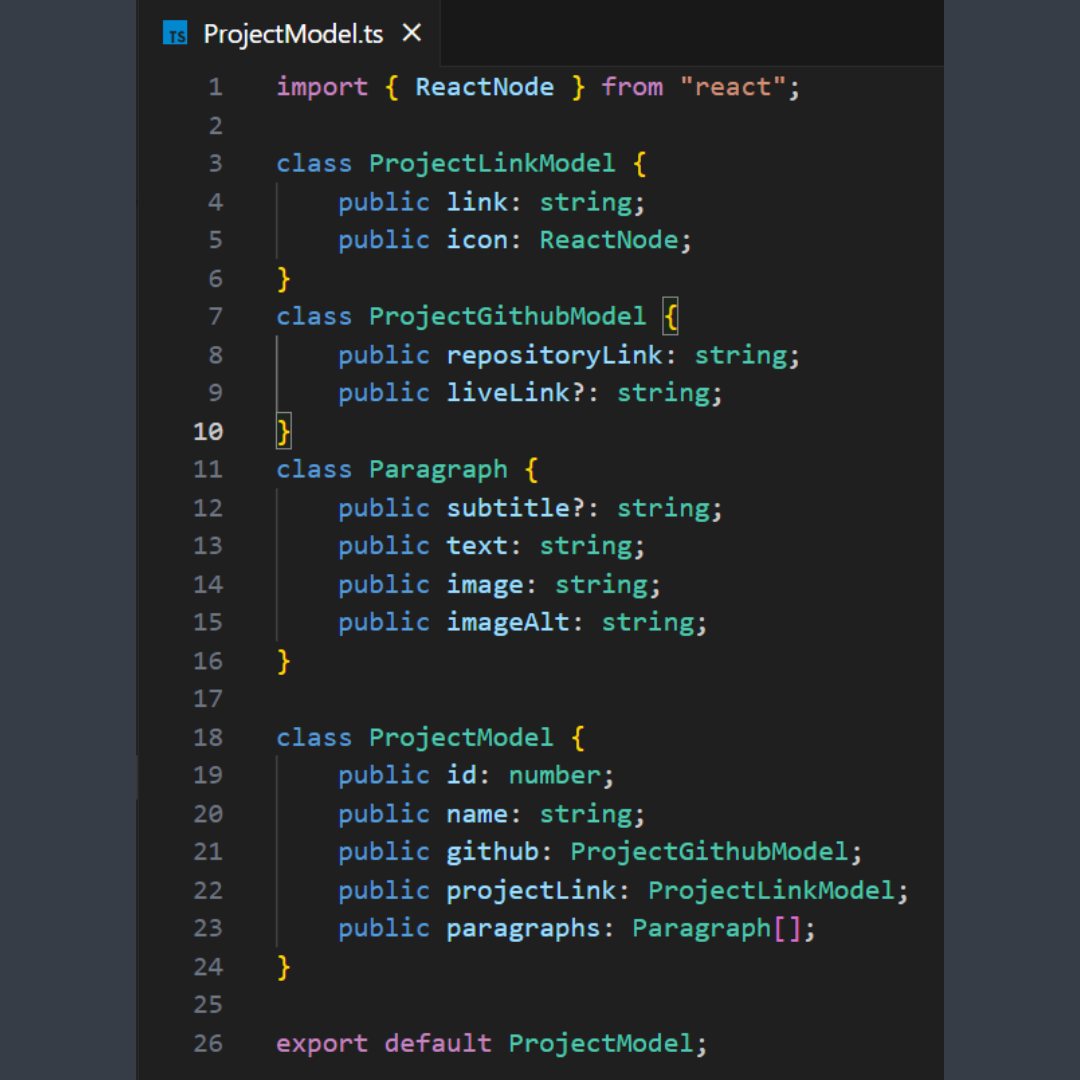 TS ProjectModel.ts ×
1 import { ReactNode } from "react";
2
3 class ProjectLinkModel {
4     public link: string;
5     public icon: ReactNode;
6 }
7 class ProjectGithubModel {
8     public repositoryLink: string;
9     public liveLink?: string;
10 }
11 class Paragraph {
12     public subtitle?: string;
13     public text: string;
14     public image: string;
15     public imageAlt: string;
16 }
17
18 class ProjectModel {
19     public id: number;
20     public name: string;
21     public github: ProjectGithubModel;
22     public projectLink: ProjectLinkModel;
23     public paragraphs: Paragraph[];
24 }
25
26 export default ProjectModel;